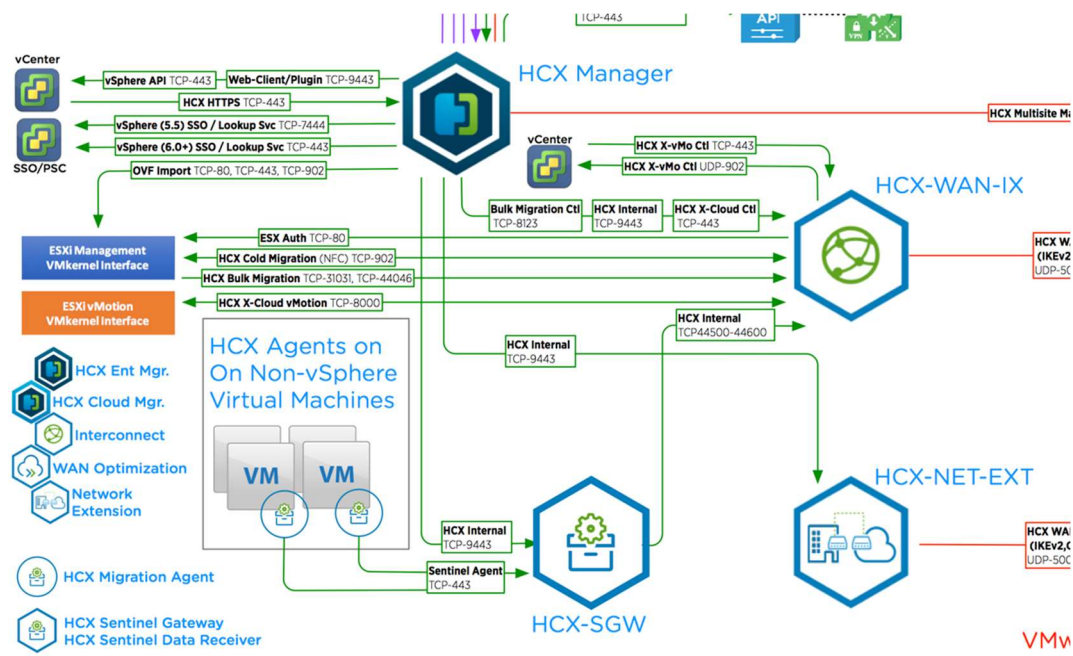 TCP-443
API
VPN
vCenter
HCX Manager
vSphere API TCP-443
Web-Client/Plugin TCP-9443
HCX HTTPS TCP-443
HCX Multisite
vSphere (5.5) SSO / Lookup Svc TCP-7444
vCenter
HCX X-vMo Ctl TCP-443
vSphere (6.0+) SSO / Lookup Svc TCP-443
SSO/PSC
OVF Import TCP-80, TCP-443, TCP-902
HCX X-vMo Ctl UDP-902
HCX-WAN-IX
Bulk Migration Ctl
TCP-8123
HCX Internal
TCP-9443
HCX X-Cloud Ctl
TCP-443
ESX Auth TCP-80
ESXi Management
VMkernel Interface
HCX Cold Migration (NFC) TCP-902
HCX Bulk Migration TCP-31031, TCP-44046
HCX
(IKEv2
ESXi vMotion
VMkernel Interface
HCX X-Cloud vMotion TCP-8000
HCX Internal
TCP44500-44600
HCX Internal
TCP-9443
HCX Agents on
On Non-vSphere
Virtual Machines
HCX Ent Mgr.
HCX Cloud Mgr.
Interconnect
WAN Optimization
Network
Extension
VM
VM
HCX-NET-EXT
HCX Internal
TCP-9443
HCX
(IKEv2,
Sentinel Agent
TCP-443
HCX Migration Agent
HCX-SGW
HCX Sentinel Gateway
HCX Sentinel Data Receiver